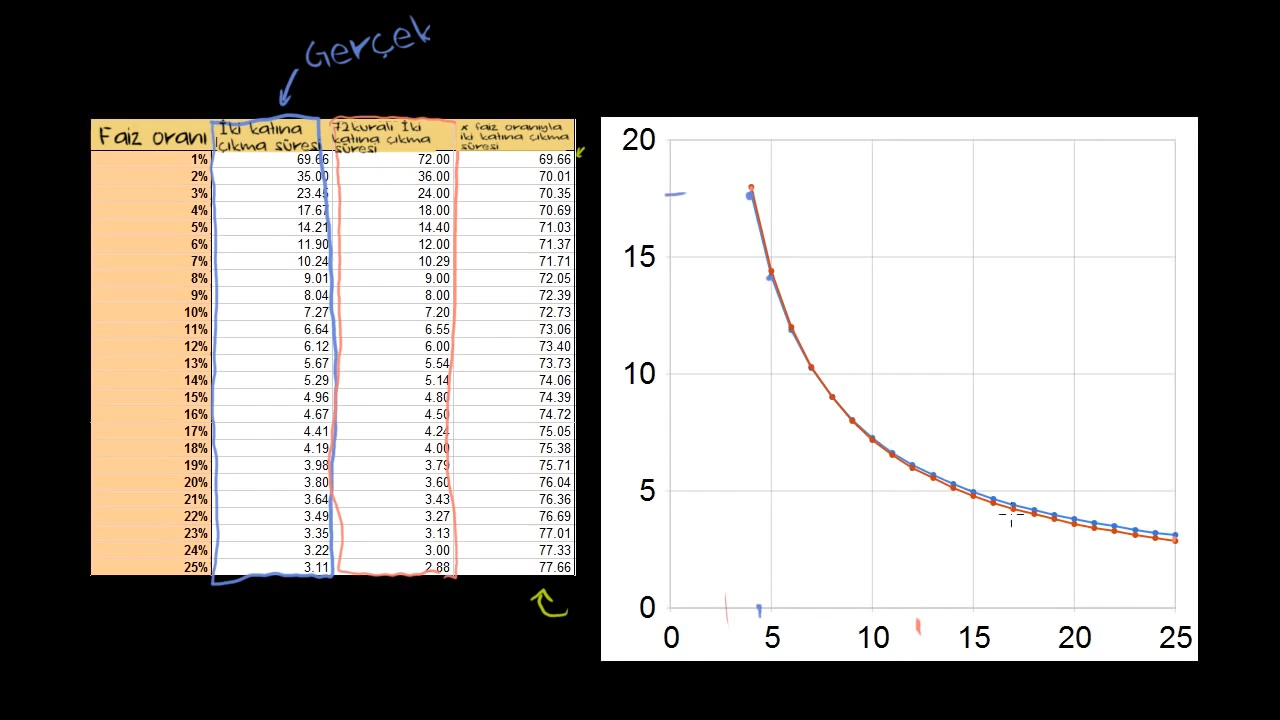 Gerçek
Faiz oranı İki katına çıkma süresi 72 kuralı İki katına çıkma süresi x faiz oranıyla iki katına çıkma süresi
1% 69.66 72.00 69.66
2% 35.00 36.00 70.01
3% 23.45 24.00 70.35
4% 17.67 18.00 70.69
5% 14.21 14.40 71.03
6% 11.90 12.00 71.37
7% 10.24 10.29 71.71
8% 9.01 9.00 72.05
9% 8.04 8.00 72.39
10% 7.27 7.20 72.73
11% 6.64 6.55 73.06
12% 6.12 6.00 73.40
13% 5.67 5.54 73.73
14% 5.29 5.14 74.06
15% 4.96 4.80 74.39
16% 4.67 4.50 74.72
17% 4.41 4.24 75.05
18% 4.19 4.00 75.38
19% 3.98 3.79 75.71
20% 3.80 3.60 76.04
21% 3.64 3.43 76.36
22% 3.49 3.27 76.69
23% 3.35 3.13 77.01
24% 3.22 3.00 77.33
25% 3.11 2.88 77.66
20
15
10
5
0
0 5 10 15 20 25